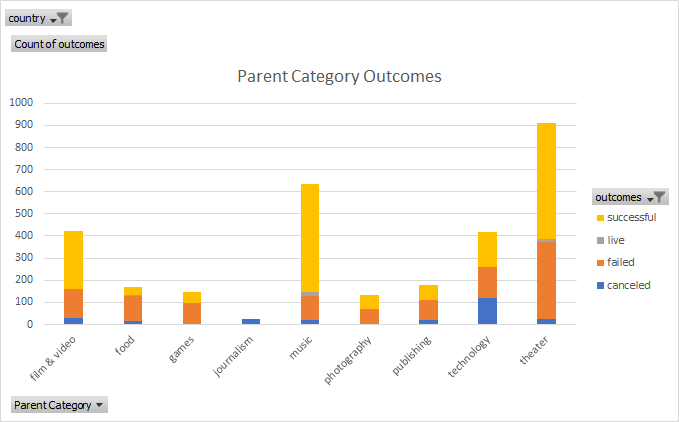 country
Count of outcomes
Parent Category Outcomes
1000
900
800
700
600
500
400
300
200
100
0
film & video
food
games
journalism
music
photography
publishing
technology
theater
outcomes
successful
live
failed
canceled
Parent Category